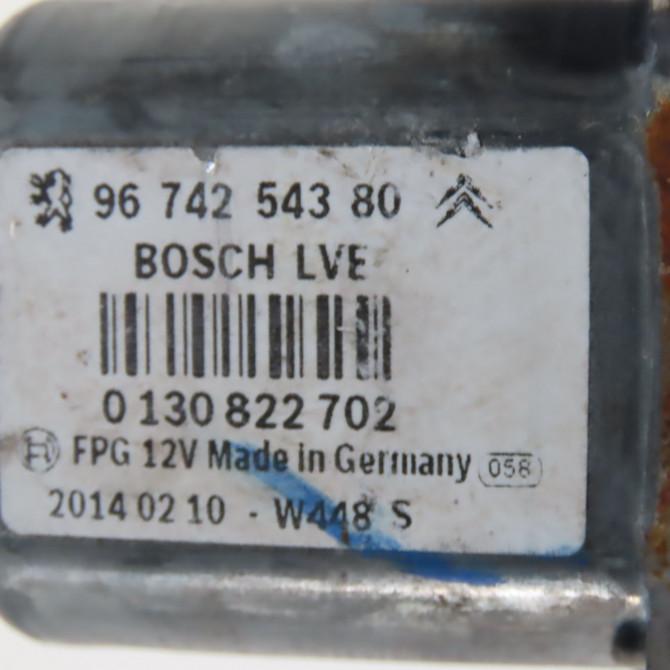 96 742 543 80
BOSCH LVE
0 130 822 702
FPG 12V Made in Germany 058
2014 02 10 - W448 S